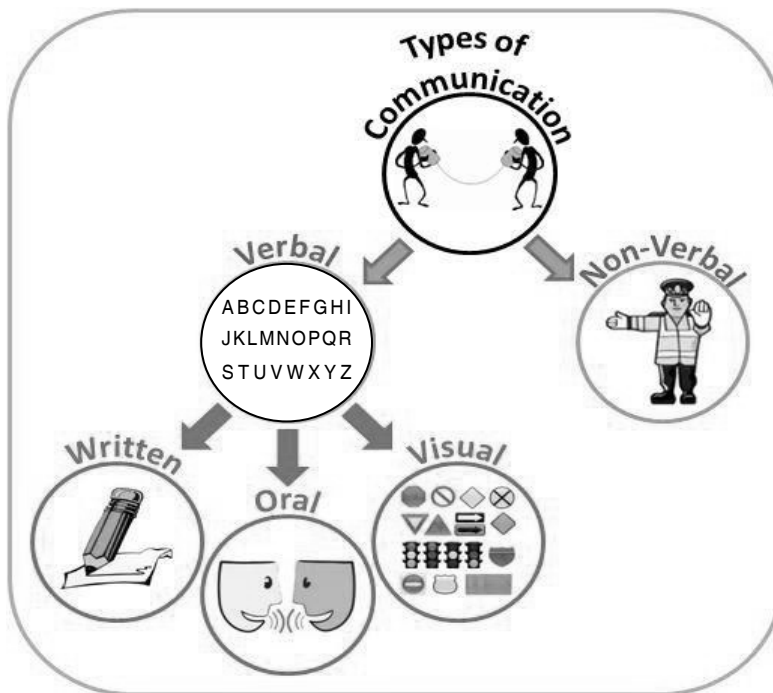 Types of
Communication
Verbal
Non-Verbal
ABCDEFGHI
JKLMNOPQR
STUVWXYZ
Written
Oral
Visual